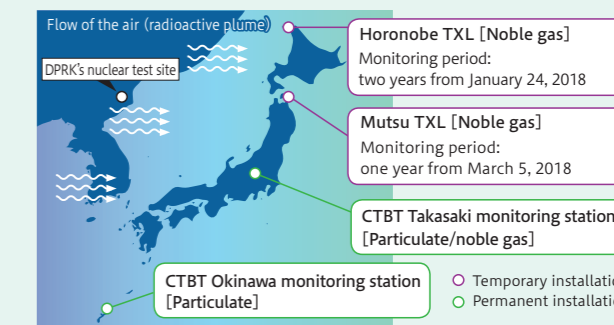 Flow of the air (radioactive plume)
DPRK's nuclear test site
Horonobe TXL [Noble gas]
Monitoring period:
two years from January 24, 2018
Mutsu TXL [Noble gas]
Monitoring period:
one year from March 5, 2018
CTBT Takasaki monitoring station
[Particulate/noble gas]
CTBT Okinawa monitoring station
[Particulate]
Temporary installatio
Permanent installatio